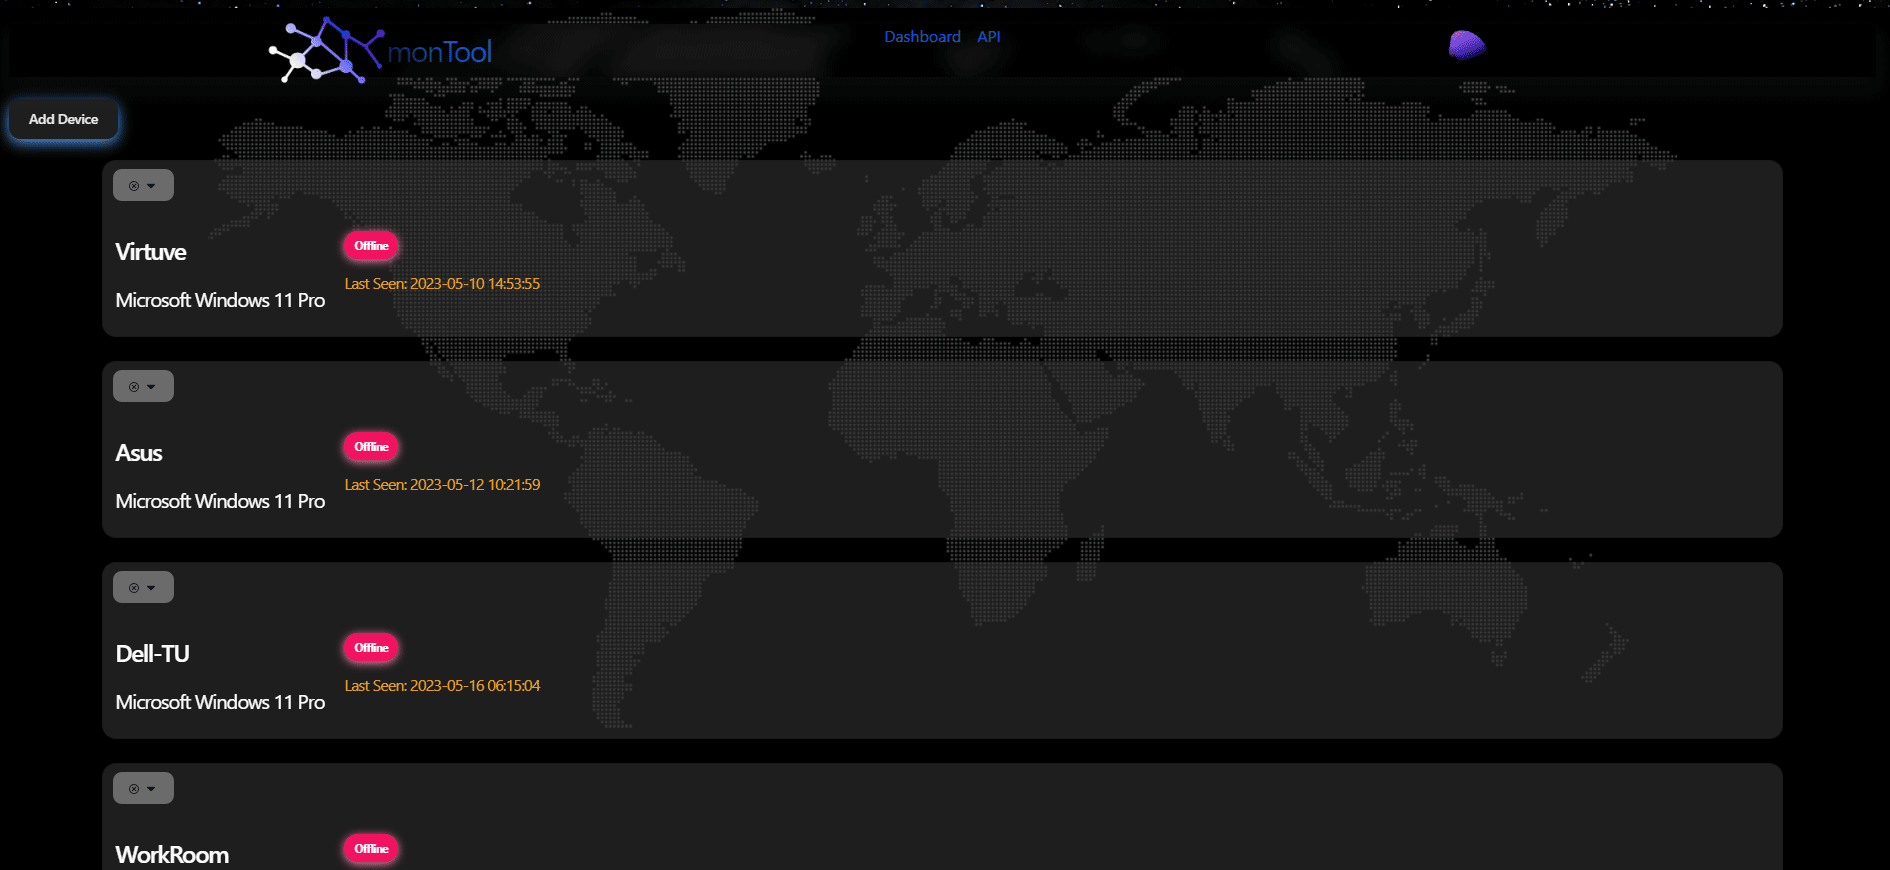 monTool
Dashboard API
Add Device
Virtuve
Offline
Last Seen: 2023-05-10 14:53:55
Microsoft Windows 11 Pro
Asus
Offline
Last Seen: 2023-05-12 10:21:59
Microsoft Windows 11 Pro
Dell-TU
Offline
Last Seen: 2023-05-16 06:15:04
Microsoft Windows 11 Pro
WorkRoom
Offline